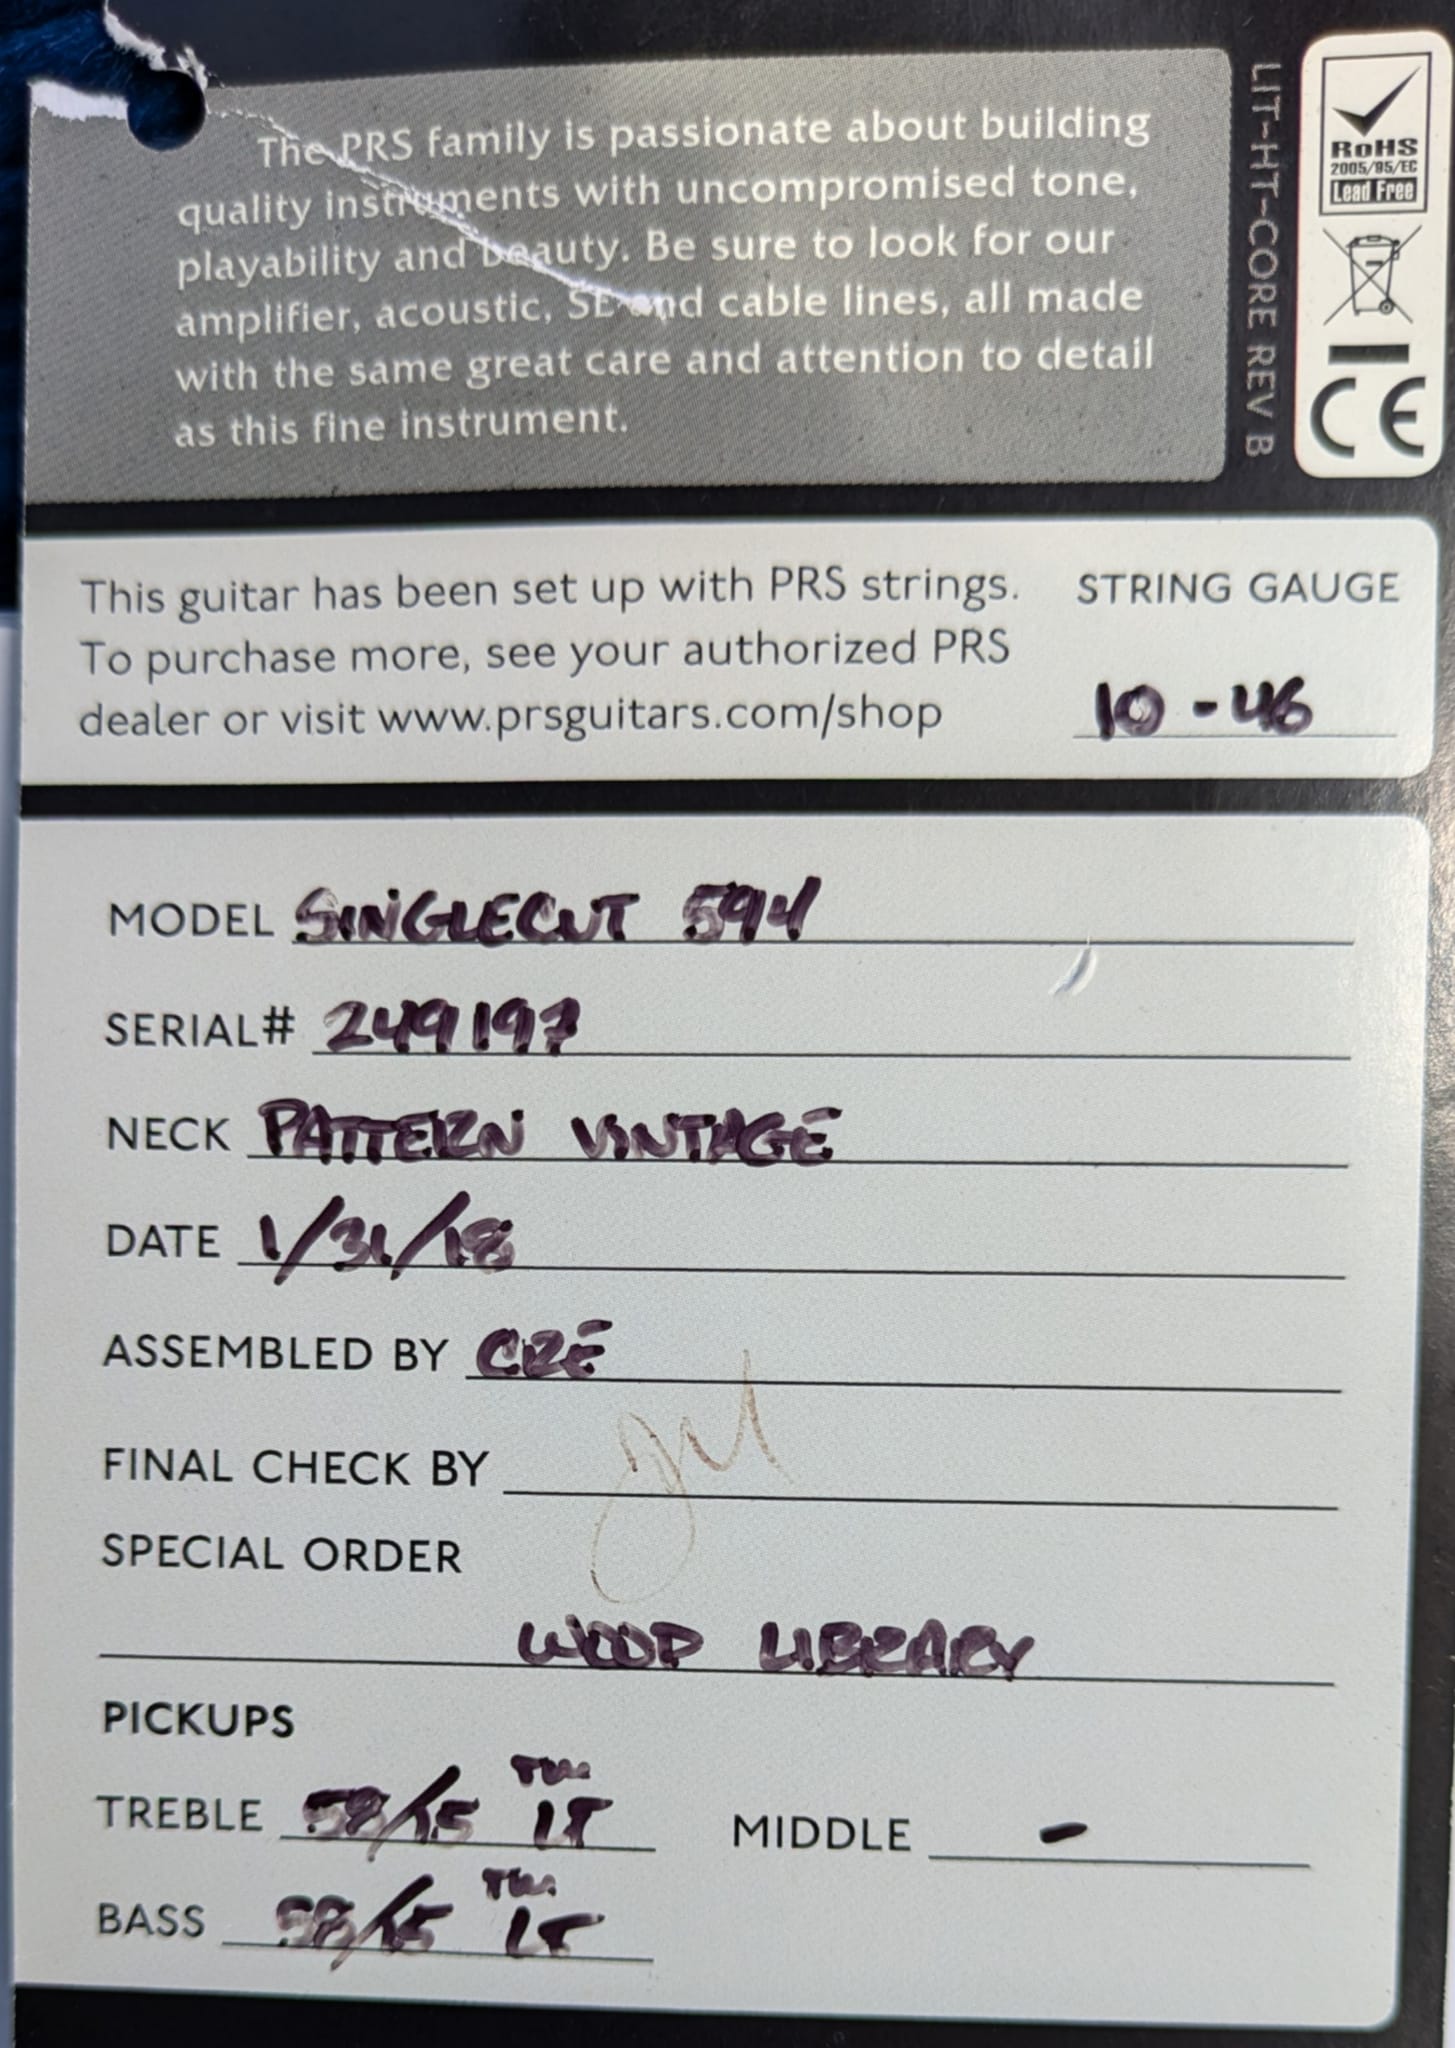 The PRS family is passionate about building
quality instruments with uncompromised tone,
playability and beauty. Be sure to look for our
amplifier, acoustic, SE and cable lines, all made
with the same great care and attention to detail
as this fine instrument.
LIT-HT-CORE REV B
RoHS
2005/95/EC
Lead Free
CE
This guitar has been set up with PRS strings.
To purchase more, see your authorized PRS
dealer or visit www.prsguitars.com/shop
STRING GAUGE
10 - 46
MODEL SINGLECUT 594
SERIAL# 249197
NECK PATTERN VINTAGE
DATE 1/31/18
ASSEMBLED BY CRE
FINAL CHECK BY
SPECIAL ORDER
WOOD LIBRARY
PICKUPS
TREBLE 58/15 LT MIDDLE -
BASS 58/15 LT